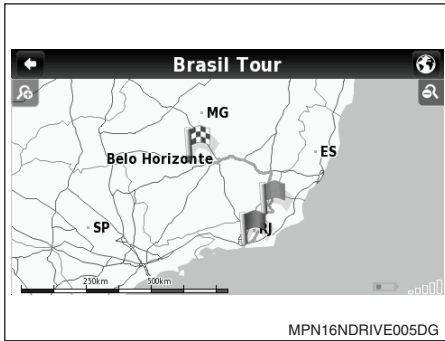 Brasil Tour
MG
Belo Horizonte
ES
SP
RJ
250km 500km
MPN16NDRIVE005DG